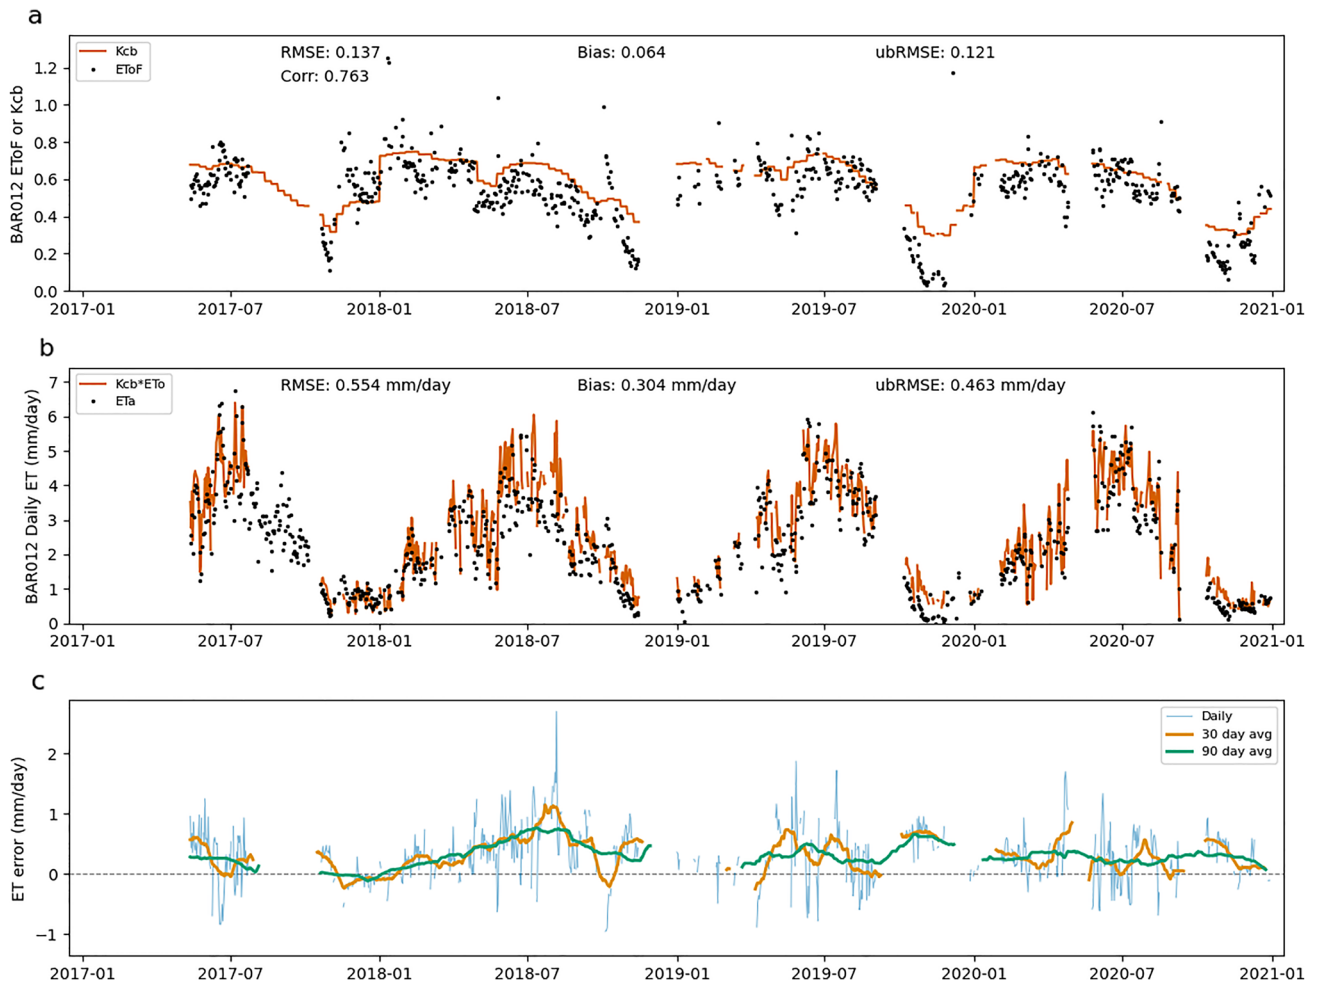 a
Kcb
EToF
RMSE: 0.137
Bias: 0.064
ubRMSE: 0.121
Corr: 0.763
BAR012 EToF or Kcb
1.2
1.0
0.8
0.6
0.4
0.2
0.0
2017-01 2017-07 2018-01 2018-07 2019-01 2019-07 2020-01 2020-07 2021-01
b
Kcb*ETo
ETa
RMSE: 0.554 mm/day
Bias: 0.304 mm/day
ubRMSE: 0.463 mm/day
BAR012 Daily ET (mm/day)
7
6
5
4
3
2
1
0
2017-01 2017-07 2018-01 2018-07 2019-01 2019-07 2020-01 2020-07 2021-01
c
Daily
30 day avg
90 day avg
ET error (mm/day)
2
1
0
−1
2017-01 2017-07 2018-01 2018-07 2019-01 2019-07 2020-01 2020-07 2021-01